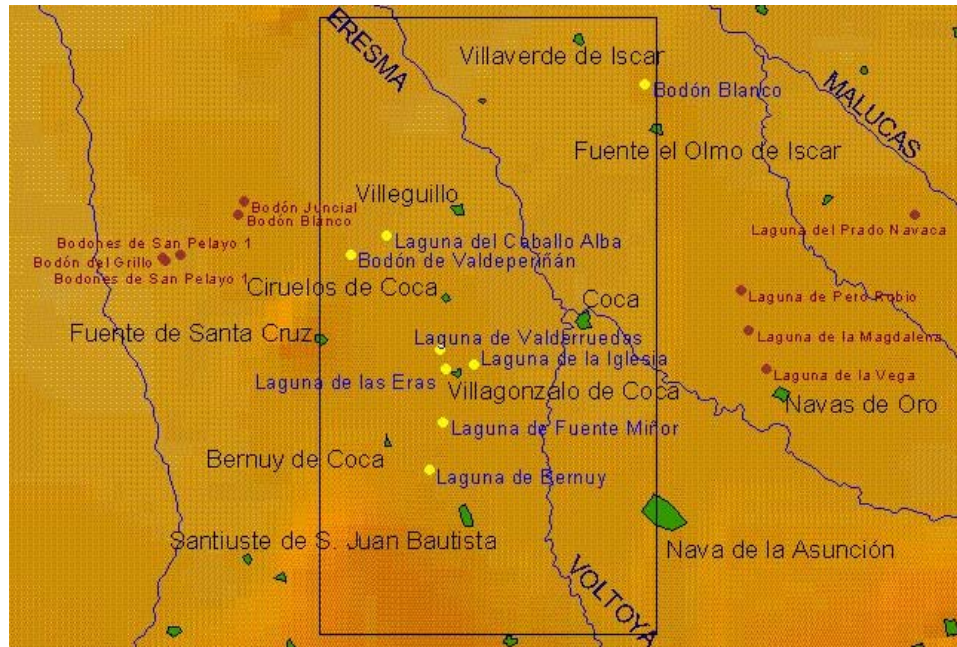 ERESMA
Villaverde de Iscar
Bodón Blanco
MALUCAS
Fuente el Olmo de Iscar
Villeguillo
Bodón Juncial
Bodón Blanco
Laguna del Prado Navaca
Bodones de San Pelayo 1
Laguna del Caballo Alba
Bodón del Grillo
Bodón de Valdeperiñán
Bodones de San Pelayo 1
Ciruelos de Coca
Laguna de Pero Rubio
Coca
Fuente de Santa Cruz
Laguna de Valderruedas
Laguna de la Magdalena
Laguna de la Iglesia
Laguna de las Eras
Villagonzalo de Coca
Laguna de la Vega
Navas de Oro
Laguna de Fuente Miñor
Bernuy de Coca
Laguna de Bernuy
Santiuste de S. Juan Bautista
Nava de la Asunción
VOLTOYA